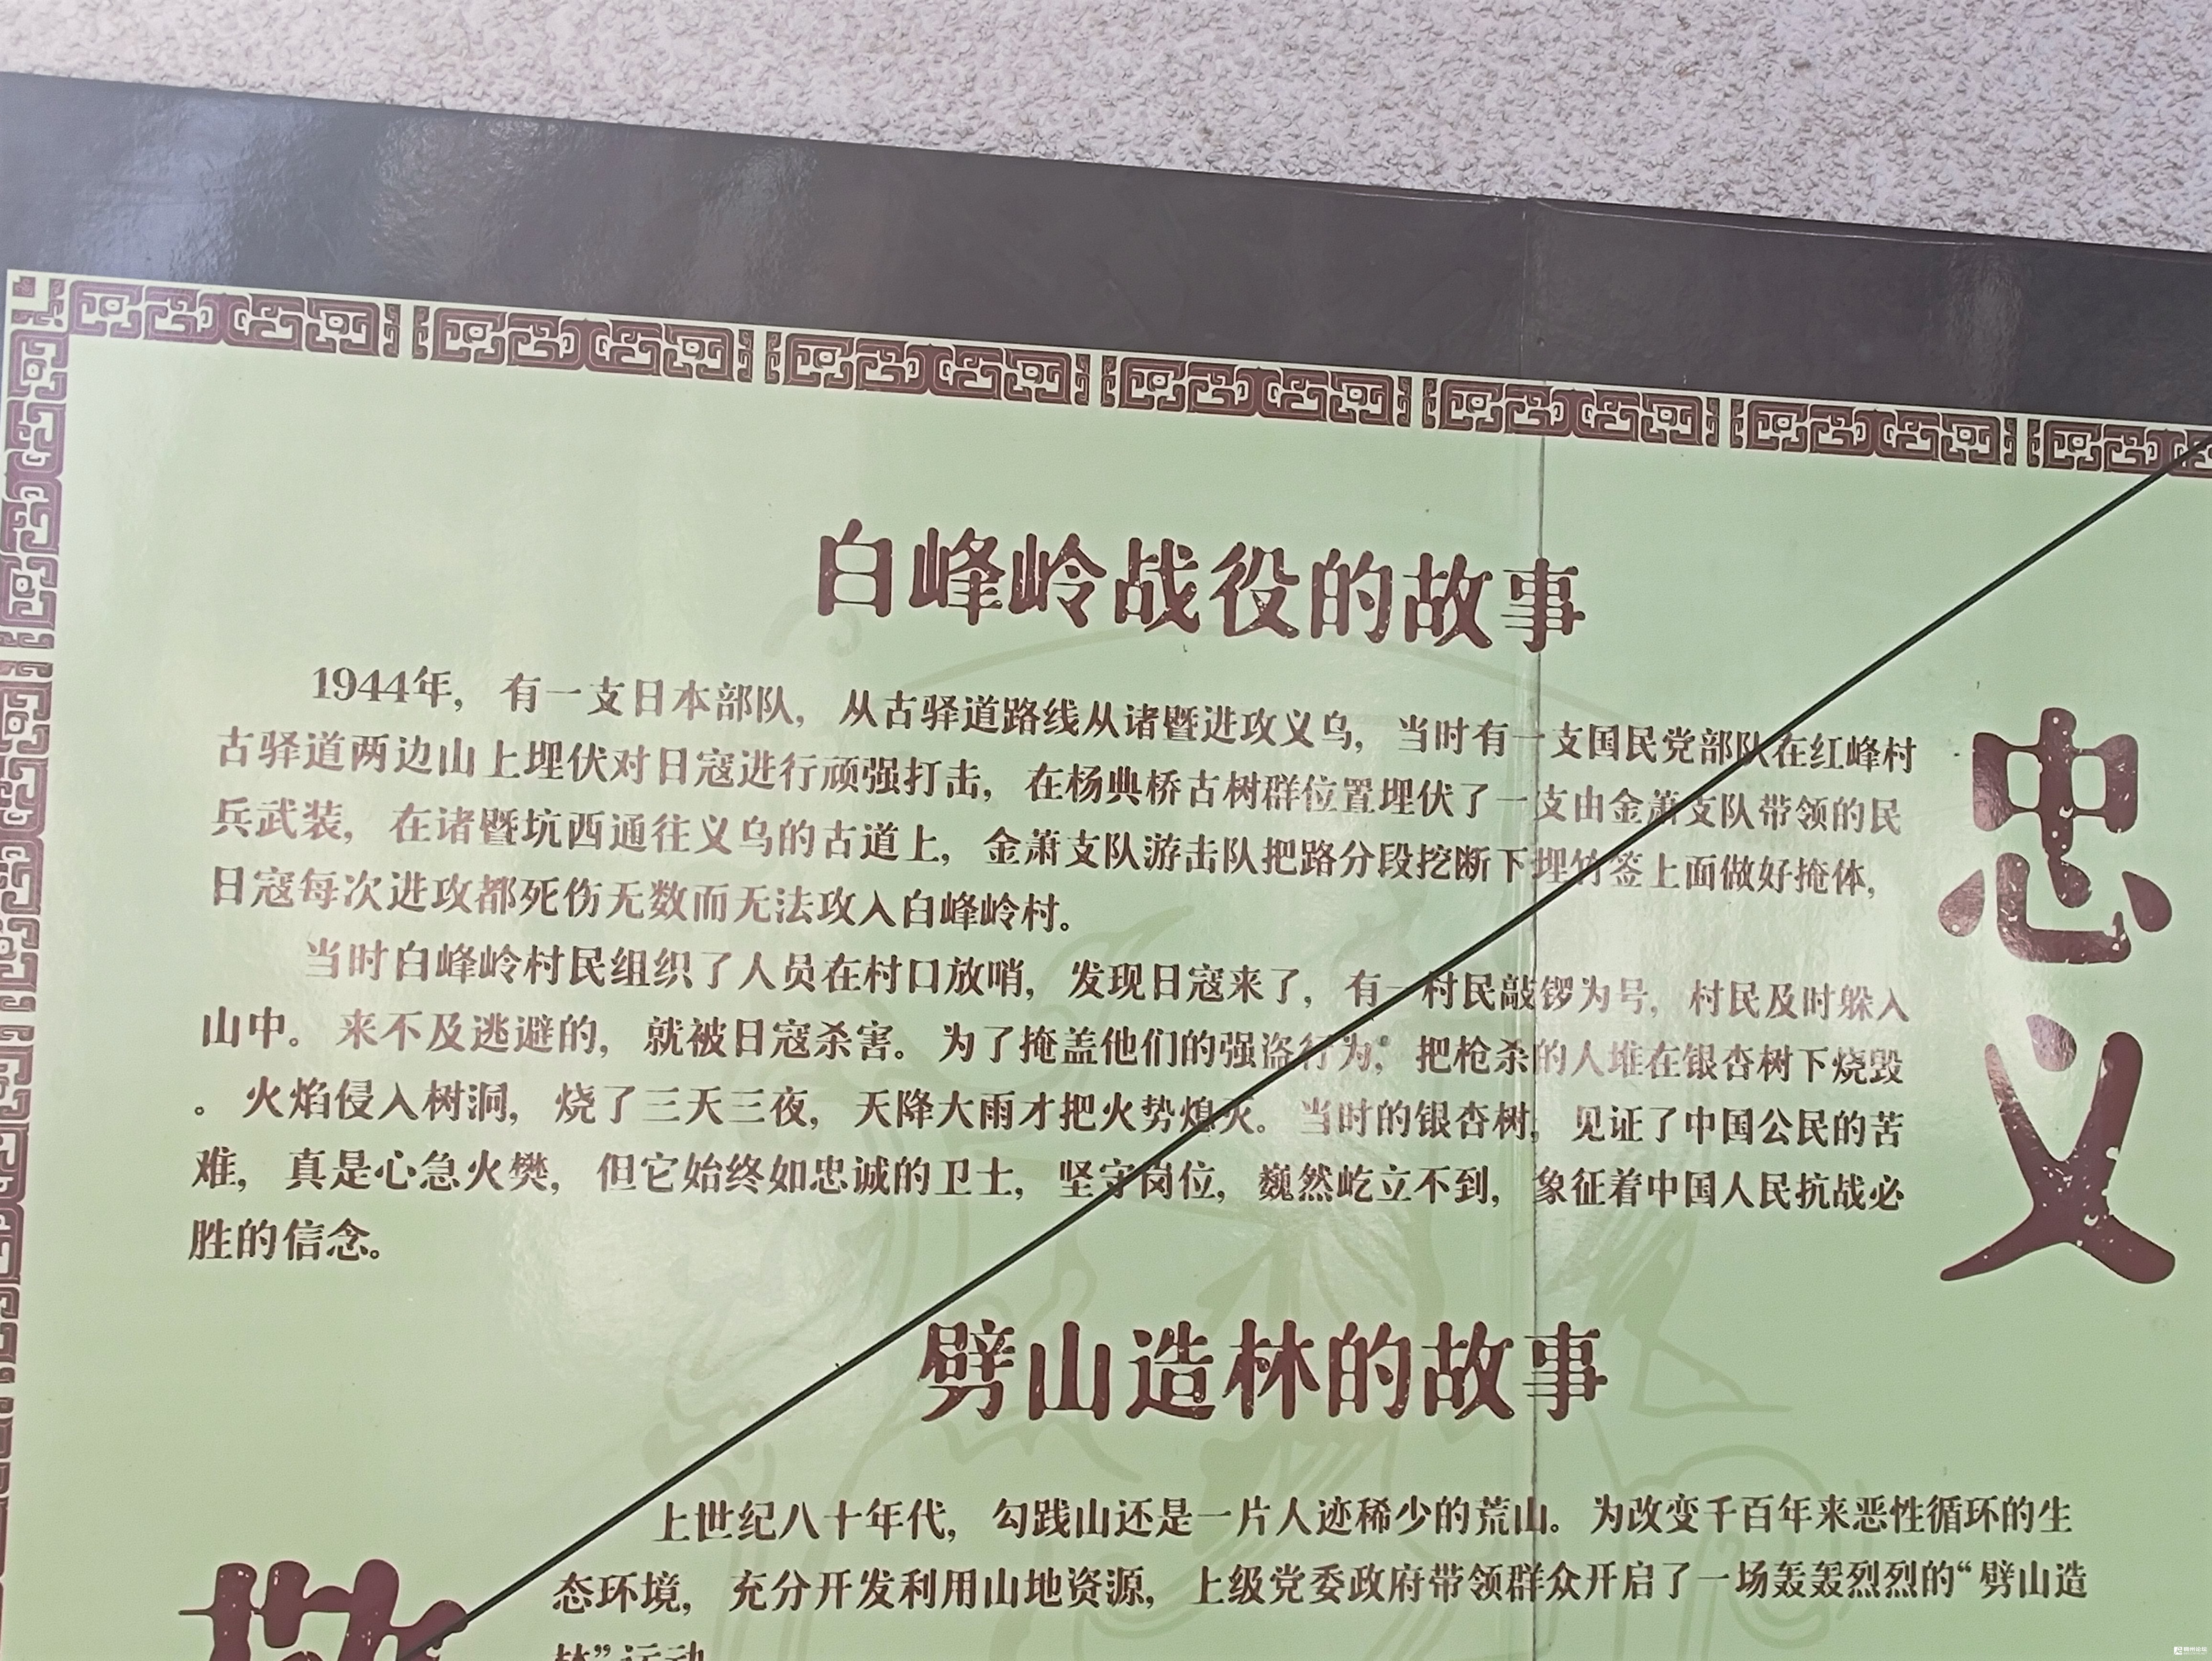 白峰岭战役的故事
1944年，有一支日本部队，从古驿道路线从诸暨进攻义乌，当时有一支国民党部队在红峰村
古驿道两边山上埋伏对日寇进行顽强打击，在杨典桥古树群位置埋伏了一支由金萧支队带领的民
兵武装，在诸暨坑西通往义乌的古道上，金萧支队游击队把路分段挖断下埋竹签上面做好掩体，
日寇每次进攻都死伤无数而无法攻入白峰岭村。
当时白峰岭村民组织了人员在村口放哨，发现日寇来了，有一村民敲锣为号，村民及时躲入
山中。来不及逃避的，就被日寇杀害。为了掩盖他们的强盗行为，把枪杀的人堆在银杏树下烧毁
。火焰侵入树洞，烧了三天三夜，天降大雨才把火势熄灭。当时的银杏树，见证了中国公民的苦
难，真是心急火樊，但它始终如忠诚的卫士，坚守岗位，巍然屹立不到，象征着中国人民抗战必
胜的信念。
忠义
劈山造林的故事
上世纪八十年代，勾践山还是一片人迹稀少的荒山。为改变千百年来恶性循环的生
态环境，充分开发利用山地资源，上级党委政府带领群众开启了一场轰轰烈烈的“劈山造
林”运动